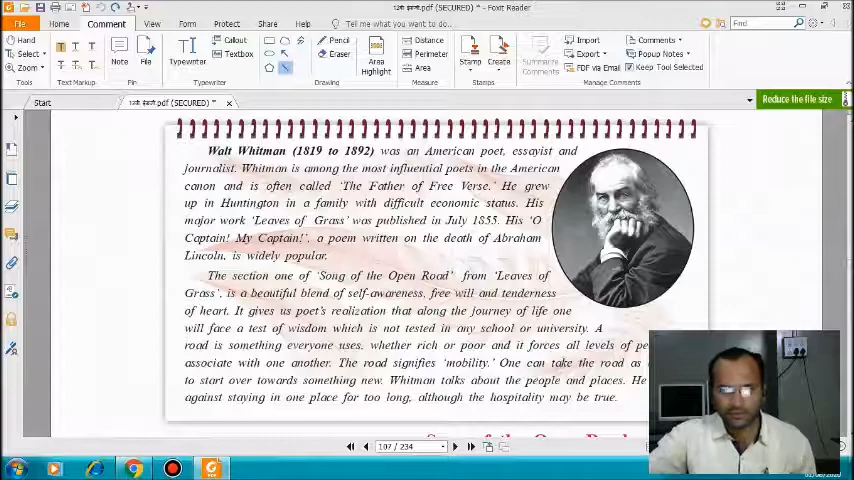 12वी इंग्रजी.pdf (SECURED) * - Foxit Reader
File Home Comment View Form Protect Share Help Tell me what you want to do.. Find
Hand
Select
Zoom
Tools
Text Markup
Note
File
Pin
Typewriter
Callout
Textbox
Typewriter
Pencil
Eraser
Drawing
Area
Highlight
Distance
Perimeter
Area
Measure
Stamp
Create
Stamps
Summarize
Comments
Import
Export
FDF via Email
Comments
Popup Notes
Keep Tool Selected
Manage Comments
Start
12वी इंग्रजी.pdf (SECURED) *
Reduce the file size
Walt Whitman (1819 to 1892) was an American poet, essayist and
journalist. Whitman is among the most influential poets in the American
canon and is often called ‘The Father of Free Verse.’ He grew
up in Huntington in a family with difficult economic status. His
major work ‘Leaves of Grass’ was published in July 1855. His ‘O
Captain! My Captain!’, a poem written on the death of Abraham
Lincoln, is widely popular.
The section one of ‘Song of the Open Road’ from ‘Leaves of
Grass’, is a beautiful blend of self-awareness, free will and tenderness
of heart. It gives us poet’s realization that along the journey of life one
will face a test of wisdom which is not tested in any school or university. A
road is something everyone uses, whether rich or poor and it forces all levels of
associate with one another. The road signifies ‘mobility.’ One can take the road as
to start over towards something new. Whitman talks about the people and places. He
against staying in one place for too long, although the hospitality may be true.
107 / 234